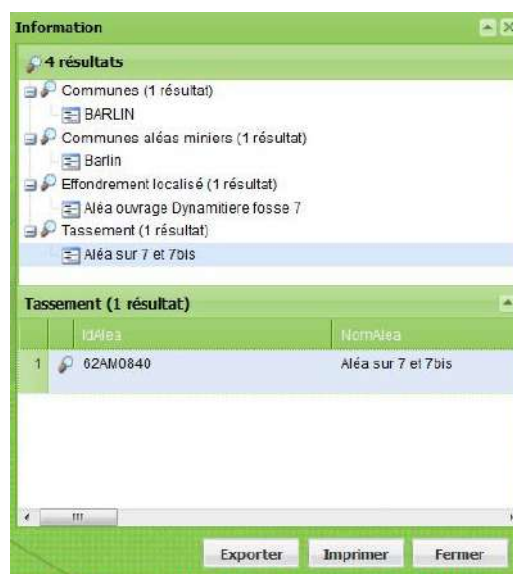 Information
4 résultats
Communes (1 résultat)
BARLIN
Communes aléas miniers (1 résultat)
Barlin
Effondrement localisé (1 résultat)
Aléa ouvrage Dynamitiere fosse 7
Tassement (1 résultat)
Aléa sur 7 et 7bis
Tassement (1 résultat)
IdAlea NomAlea
1 62AM0840 Aléa sur 7 et 7bis
Exporter Imprimer Fermer